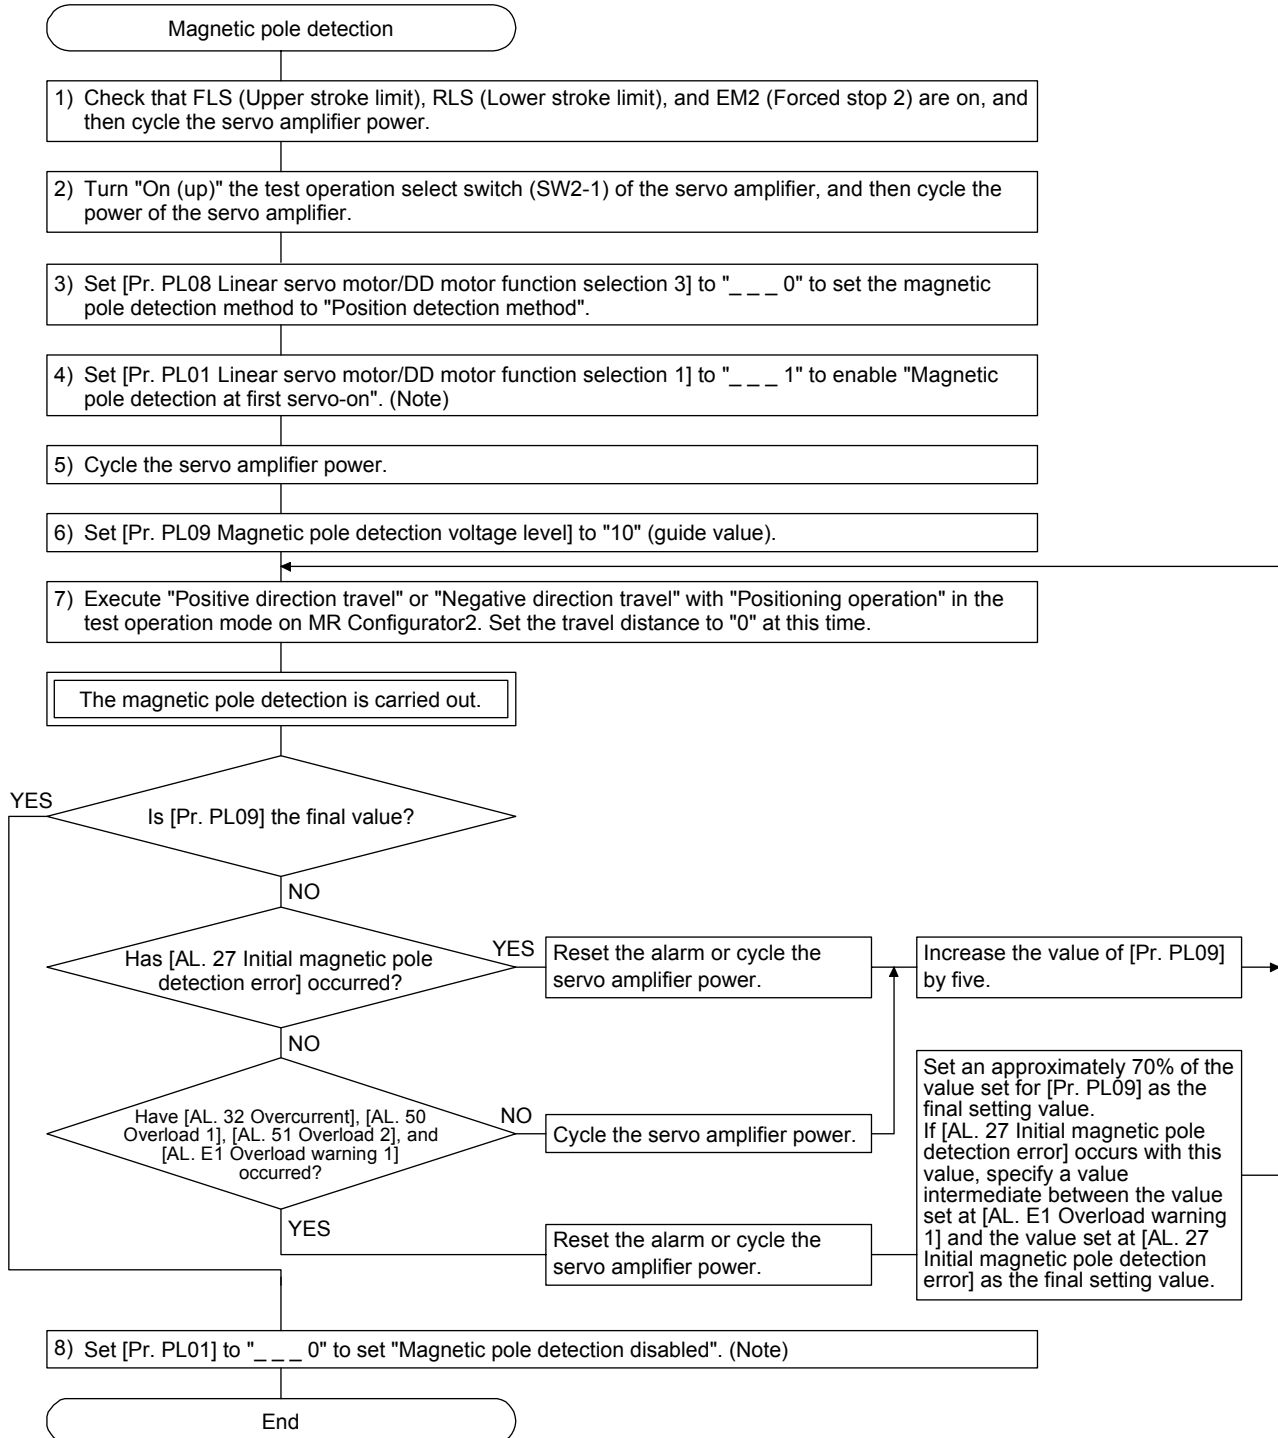 Magnetic pole detection
1) Check that FLS (Upper stroke limit), RLS (Lower stroke limit), and EM2 (Forced stop 2) are on, and
then cycle the servo amplifier power.
2) Turn "On (up)" the test operation select switch (SW2-1) of the servo amplifier, and then cycle the
power of the servo amplifier.
3) Set [Pr. PL08 Linear servo motor/DD motor function selection 3] to "_ _ _ 0" to set the magnetic
pole detection method to "Position detection method".
4) Set [Pr. PL01 Linear servo motor/DD motor function selection 1] to "_ _ _ 1" to enable "Magnetic
pole detection at first servo-on". (Note)
5) Cycle the servo amplifier power.
6) Set [Pr. PL09 Magnetic pole detection voltage level] to "10" (guide value).
7) Execute "Positive direction travel" or "Negative direction travel" with "Positioning operation" in the
test operation mode on MR Configurator2. Set the travel distance to "0" at this time.
The magnetic pole detection is carried out.
YES
Is [Pr. PL09] the final value?
NO
Has [AL. 27 Initial magnetic pole
detection error] occurred?
YES
Reset the alarm or cycle the
servo amplifier power.
Increase the value of [Pr. PL09]
by five.
NO
Have [AL. 32 Overcurrent], [AL. 50
Overload 1], [AL. 51 Overload 2], and
[AL. E1 Overload warning 1]
occurred?
NO
Cycle the servo amplifier power.
YES
Reset the alarm or cycle the
servo amplifier power.
Set an approximately 70% of the
value set for [Pr. PL09] as the
final setting value.
If [AL. 27 Initial magnetic pole
detection error] occurs with this
value, specify a value
intermediate between the value
set at [AL. E1 Overload warning
1] and the value set at [AL. 27
Initial magnetic pole detection
error] as the final setting value.
8) Set [Pr. PL01] to "_ _ _ 0" to set "Magnetic pole detection disabled". (Note)
End